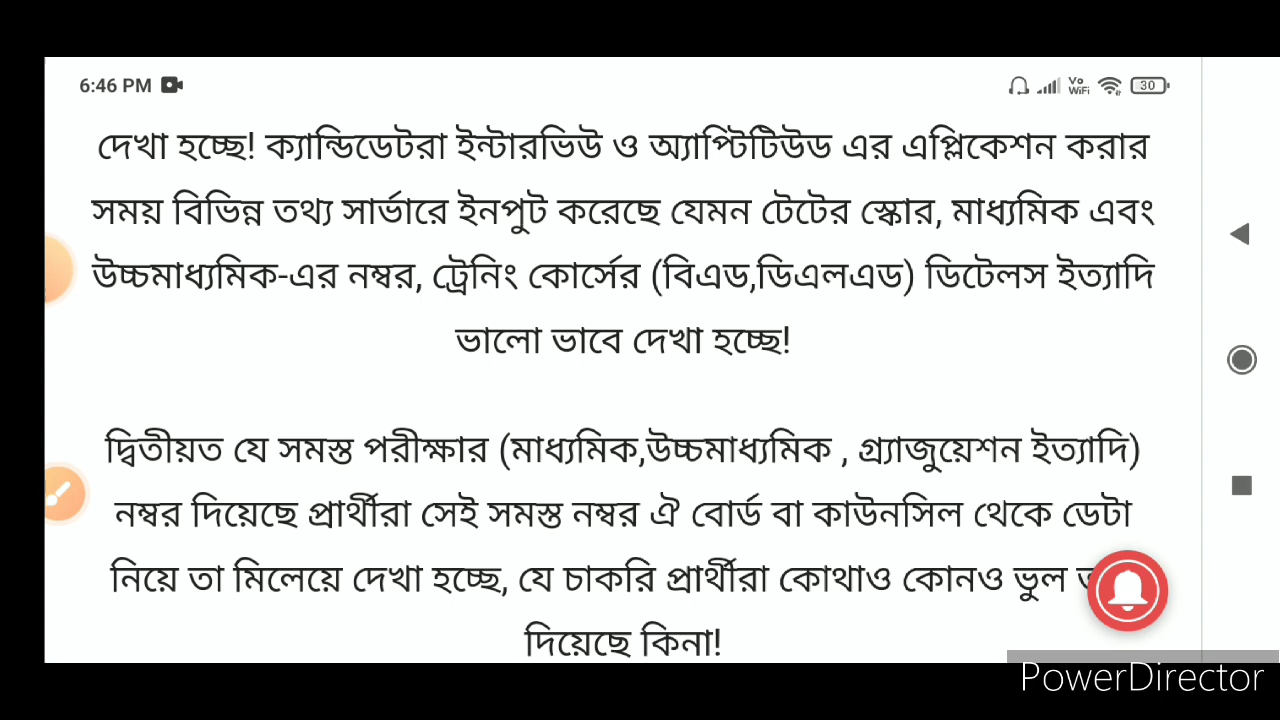 6:46 PM
Vo WiFi 30
দেখা হচ্ছে! ক্যান্ডিডেটরা ইন্টারভিউ ও অ্যাপ্টিটিউড এর এপ্লিকেশন করার
সময় বিভিন্ন তথ্য সার্ভারে ইনপুট করেছে যেমন টেটের স্কোর, মাধ্যমিক এবং
উচ্চমাধ্যমিক-এর নম্বর, ট্রেনিং কোর্সের (বিএড,ডিএলএড) ডিটেলস ইত্যাদি
ভালো ভাবে দেখা হচ্ছে!
দ্বিতীয়ত যে সমস্ত পরীক্ষার (মাধ্যমিক,উচ্চমাধ্যমিক , গ্র্যাজুয়েশন ইত্যাদি)
নম্বর দিয়েছে প্রার্থীরা সেই সমস্ত নম্বর ঐ বোর্ড বা কাউনসিল থেকে ডেটা
নিয়ে তা মিলেয়ে দেখা হচ্ছে, যে চাকরি প্রার্থীরা কোথাও কোনও ভুল
দিয়েছে কিনা!
PowerDirector